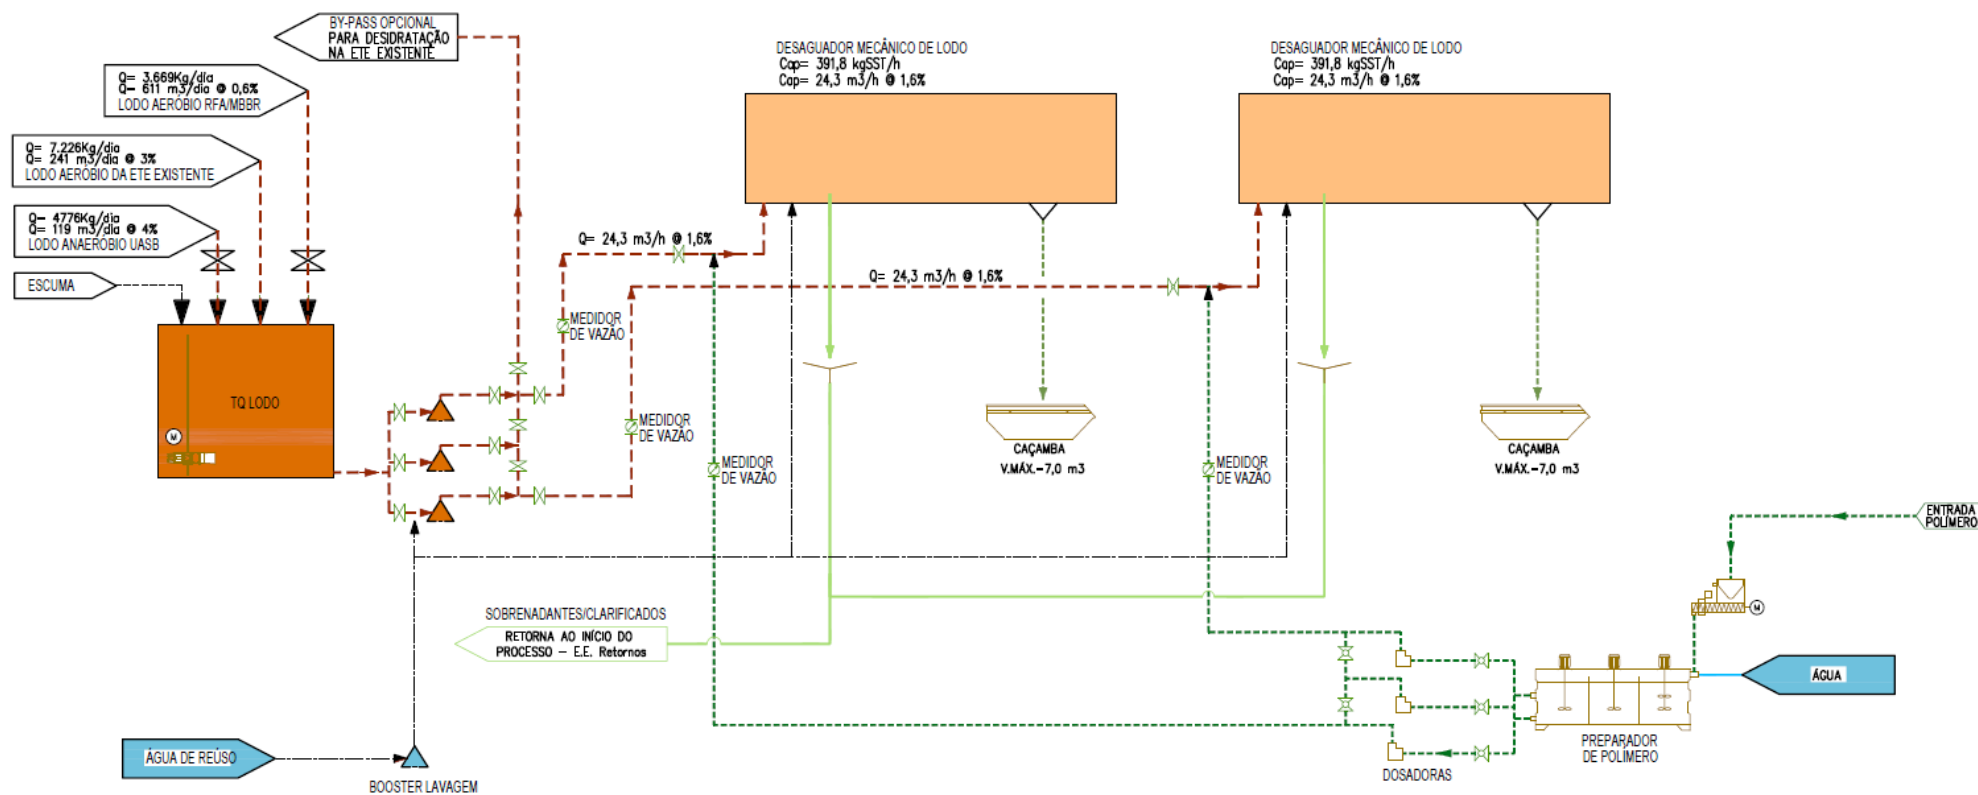 BY-PASS OPCIONAL
PARA DESIDRATAÇÃO
NA ETE EXISTENTE
Q= 3.669Kg/dia
Q= 611 m3/dia @ 0,6%
LODO AERÓBIO RFA/MBBR
Q= 7.226Kg/dia
Q= 241 m3/dia @ 3%
LODO AERÓBIO DA ETE EXISTENTE
Q= 4776Kg/dia
Q= 119 m3/dia @ 4%
LODO ANAERÓBIO UASB
ESCUMA
TQ LODO
M
DESAGUADOR MECÂNICO DE LODO
Cap= 391,8 kgSST/h
Cap= 24,3 m3/h @ 1,6%
DESAGUADOR MECÂNICO DE LODO
Cap= 391,8 kgSST/h
Cap= 24,3 m3/h @ 1,6%
Q= 24,3 m3/h @ 1,6%
Q= 24,3 m3/h @ 1,6%
MEDIDOR
DE VAZÃO
MEDIDOR
DE VAZÃO
MEDIDOR
DE VAZÃO
MEDIDOR
DE VAZÃO
CAÇAMBA
V.MÁX.-7,0 m3
CAÇAMBA
V.MÁX.-7,0 m3
ENTRADA
POLÍMERO
M
SOBRENADANTES/CLARIFICADOS
RETORNA AO INÍCIO DO
PROCESSO - E.E. Retornos
ÁGUA
PREPARADOR
DE POLÍMERO
DOSADORAS
ÁGUA DE REÚSO
BOOSTER LAVAGEM